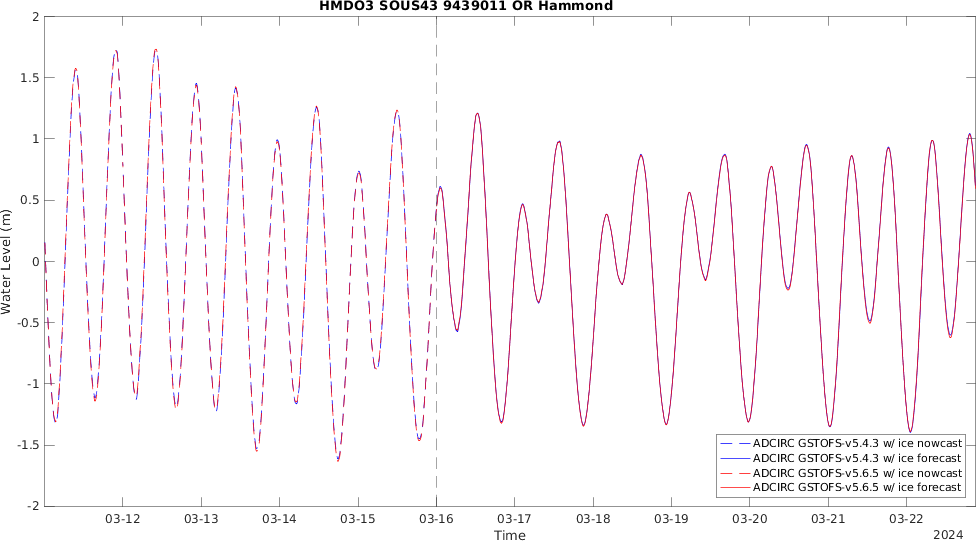 HMDO3 SOUS43 9439011 OR Hammond
2
1.5
1
0.5
0
-0.5
-1
-1.5
-2
Water Level (m)
ADCIRC GSTOFS-v5.4.3 w/ ice nowcast
ADCIRC GSTOFS-v5.4.3 w/ ice forecast
ADCIRC GSTOFS-v5.6.5 w/ ice nowcast
ADCIRC GSTOFS-v5.6.5 w/ ice forecast
03-12 03-13 03-14 03-15 03-16 03-17 03-18 03-19 03-20 03-21 03-22
Time
2024